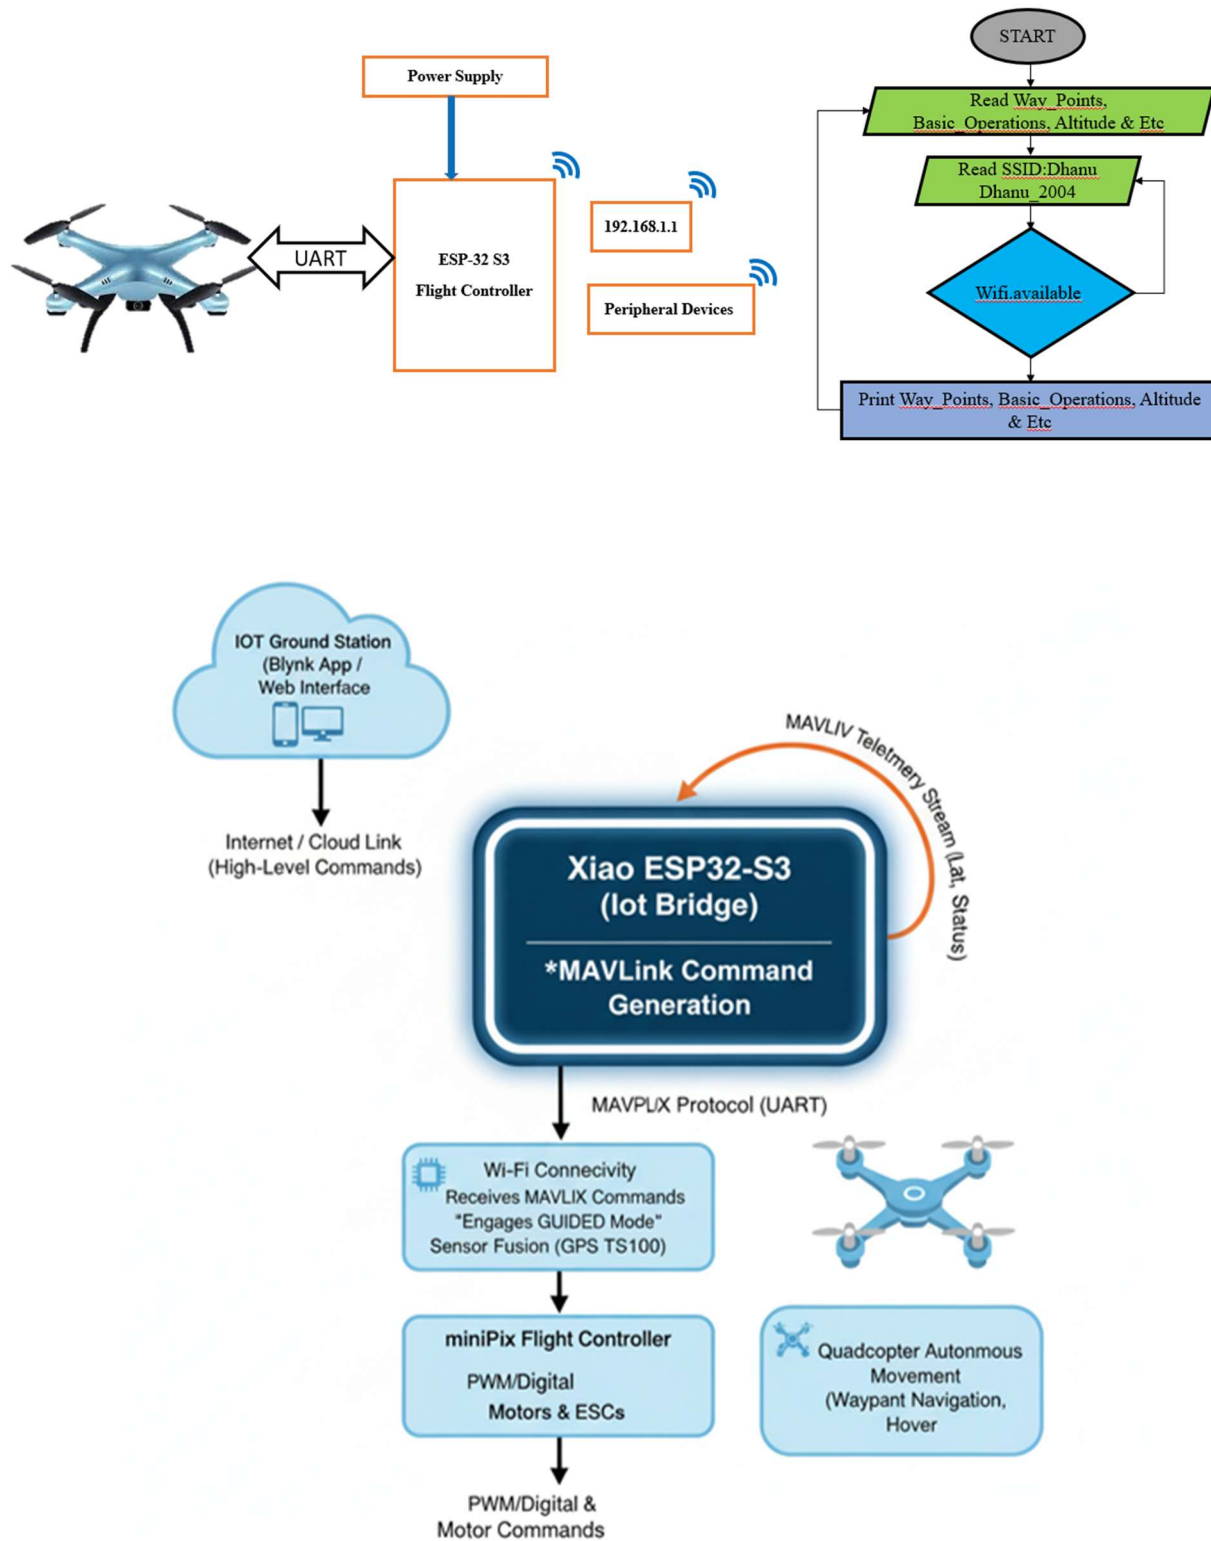 Power Supply
UART
ESP-32 S3
Flight Controller
192.168.1.1
Peripheral Devices
START
Read Way_Points,
Basic_Operations, Altitude & Etc
Read SSID:Dhanu
Dhanu_2004
Wifi.available
Print Way_Points, Basic_Operations, Altitude
& Etc
IOT Ground Station
(Blynk App /
Web Interface
Internet / Cloud Link
(High-Level Commands)
MAVLIV Teletmery Stream (Lat, Status)
Xiao ESP32-S3
(Iot Bridge)
*MAVLink Command
Generation
MAVPL/X Protocol (UART)
Wi-Fi Connecivity
Receives MAVLIX Commands
"Engages GUIDED Mode"
Sensor Fusion (GPS TS100)
miniPix Flight Controller
PWM/Digital
Motors & ESCs
PWM/Digital &
Motor Commands
Quadcopter Autonmous
Movement
(Waypant Navigation,
Hover